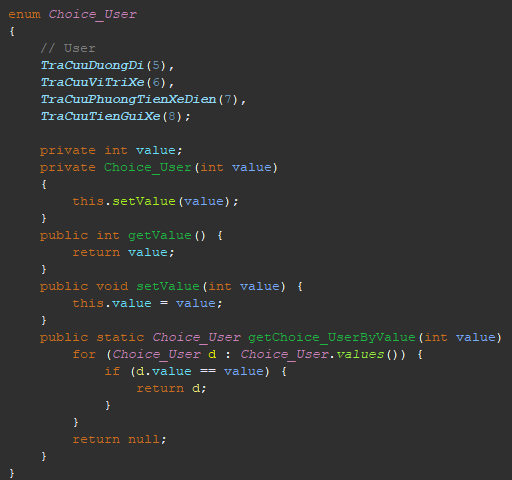 enum Choice_User
{
    // User
    TraCuuDuongDi(5),
    TraCuuViTriXe(6),
    TraCuuPhuongTienXeDien(7),
    TraCuuTienGuiXe(8);

    private int value;
    private Choice_User(int value)
    {
        this.setValue(value);
    }
    public int getValue() {
        return value;
    }
    public void setValue(int value) {
        this.value = value;
    }
    public static Choice_User getChoice_UserByValue(int value)
        for (Choice_User d : Choice_User.values()) {
            if (d.value == value) {
                return d;
            }
        }
        return null;
    }
}